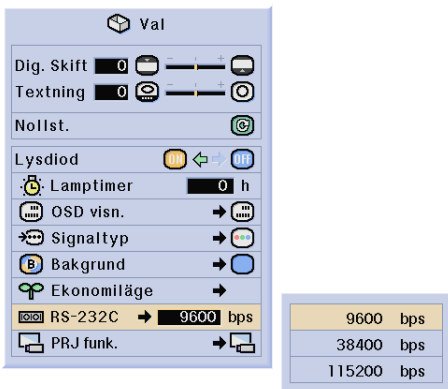 Val
Dig. Skift 0 - +
Textning 0 - +
Nollst.
Lysdiod ON OFF
Lamptimer 0 h
OSD visn.
Signaltyp
B Bakgrund
Ekonomiläge
RS-232C 9600 bps
PRJ funk.
9600 bps
38400 bps
115200 bps